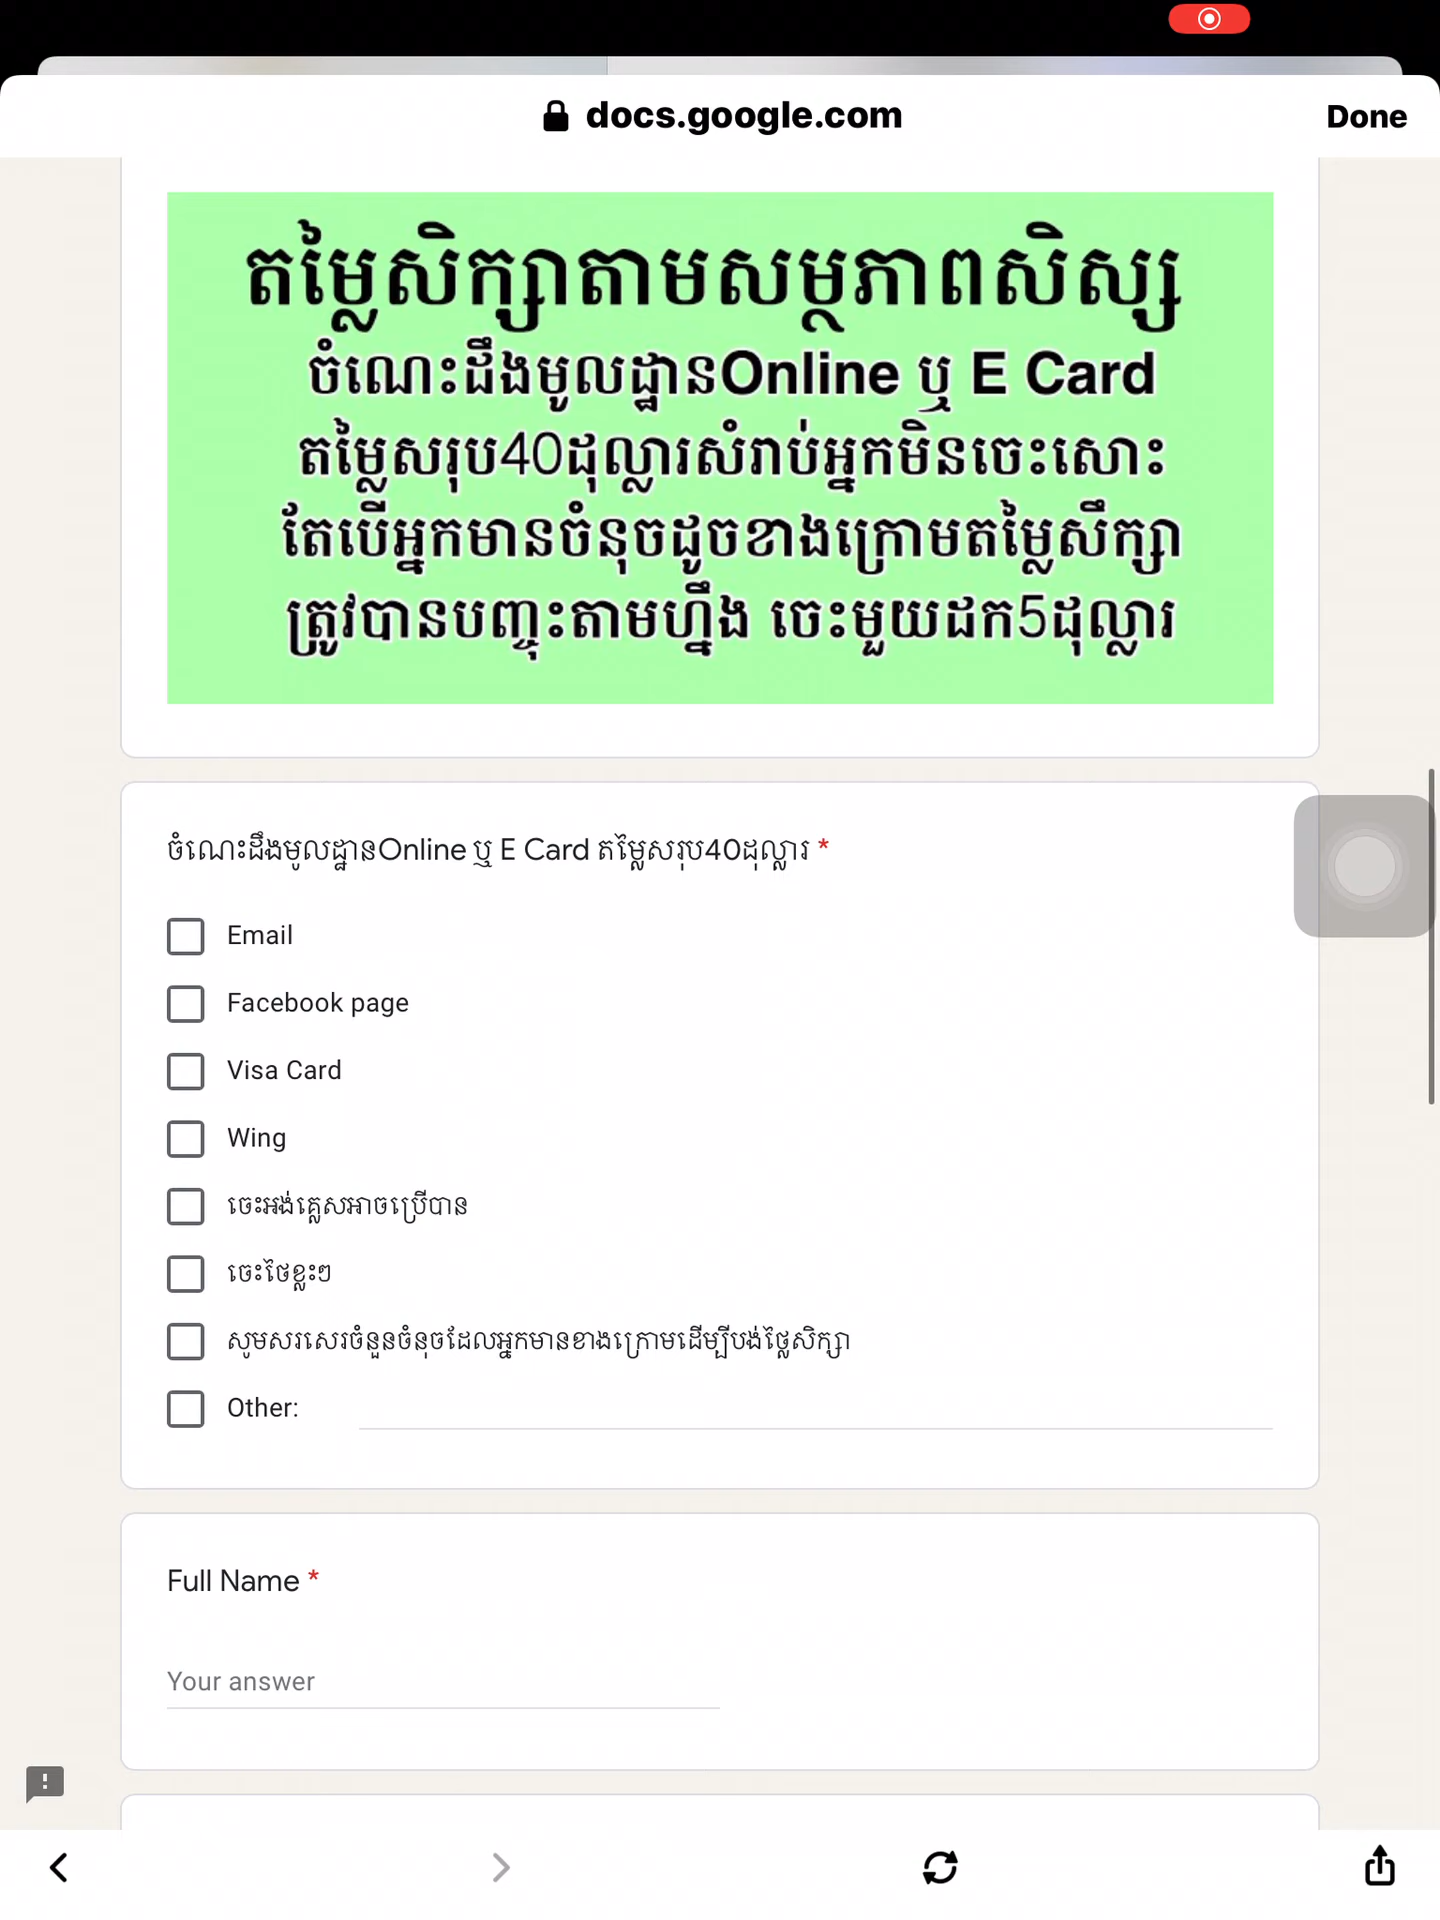 docs.google.com
Done
តម្លៃសិក្សាតាមសម្ថភាពសិស្ស
ចំណេះដឹងមូលដ្ឋានOnline ឬ E Card
តម្លៃសរុប40ដុល្លារសំរាប់អ្នកមិនចេះសោះ
តែបើអ្នកមានចំនុចដូចខាងក្រោមតម្លៃសឹក្សា
ត្រូវបានបញ្ចុះតាមហ្នឹង ចេះមួយដក5ដុល្លារ
ចំណេះដឹងមូលដ្ឋានOnline ឬ E Card តម្លៃសរុប40ដុល្លារ *
Email
Facebook page
Visa Card
Wing
ចេះអង់គ្លេសអាចប្រើបាន
ចេះថៃខ្លះៗ
សូមសរសេរចំនួនចំនុចដែលអ្នកមានខាងក្រោមដើម្បីបង់ថ្លៃសិក្សា
Other:
Full Name *
Your answer